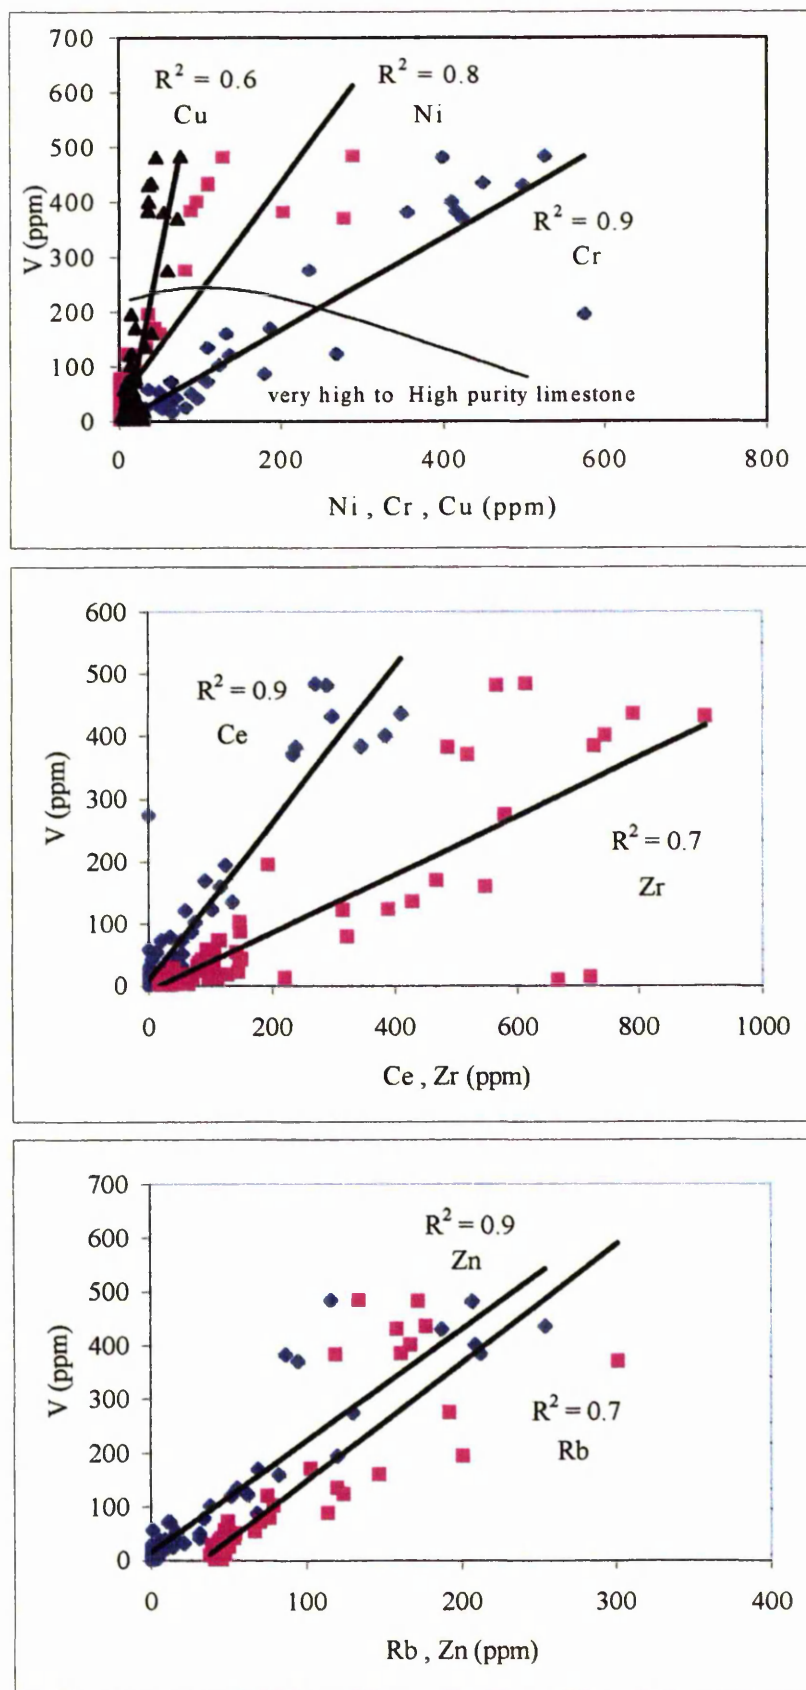 700
600
500
400
300
200
100
0
V (ppm)
R² = 0.6
Cu
R² = 0.8
Ni
R² = 0.9
Cr
very high to High purity limestone
0 200 400 600 800
Ni , Cr , Cu (ppm)
600
500
400
300
200
100
0
V (ppm)
R² = 0.9
Ce
R² = 0.7
Zr
0 200 400 600 800 1000
Ce , Zr (ppm)
700
600
500
400
300
200
100
0
V (ppm)
R² = 0.9
Zn
R² = 0.7
Rb
0 100 200 300 400
Rb , Zn (ppm)